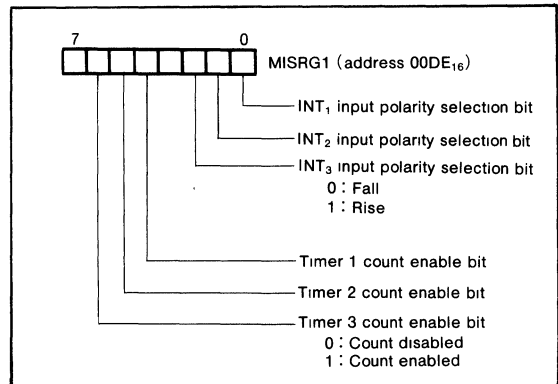 7 0
MISRG1 (address 00DE₁₆)
INT₁ input polarity selection bit
INT₂ input polarity selection bit
INT₃ input polarity selection bit
0 : Fall
1 : Rise
Timer 1 count enable bit
Timer 2 count enable bit
Timer 3 count enable bit
0 : Count disabled
1 : Count enabled